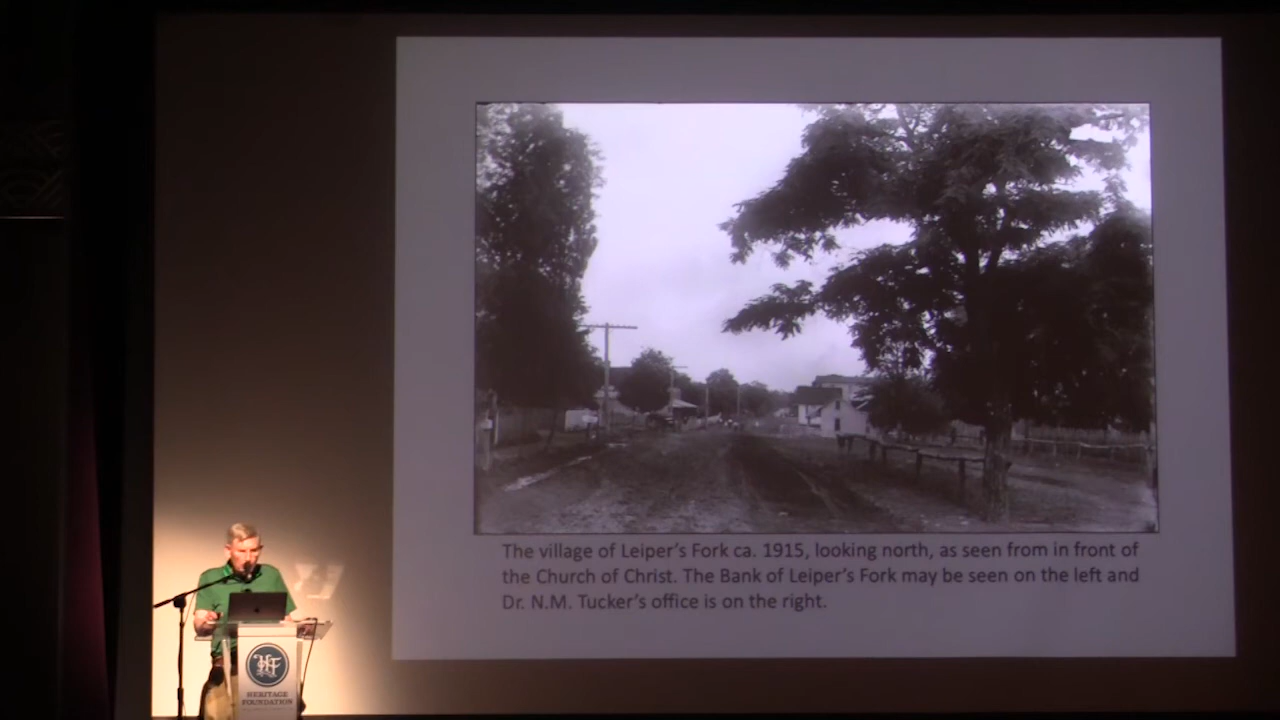 The village of Leiper's Fork ca. 1915, looking north, as seen from in front of
the Church of Christ. The Bank of Leiper's Fork may be seen on the left and
Dr. N.M. Tucker's office is on the right.
HF
HERITAGE
FOUNDATION